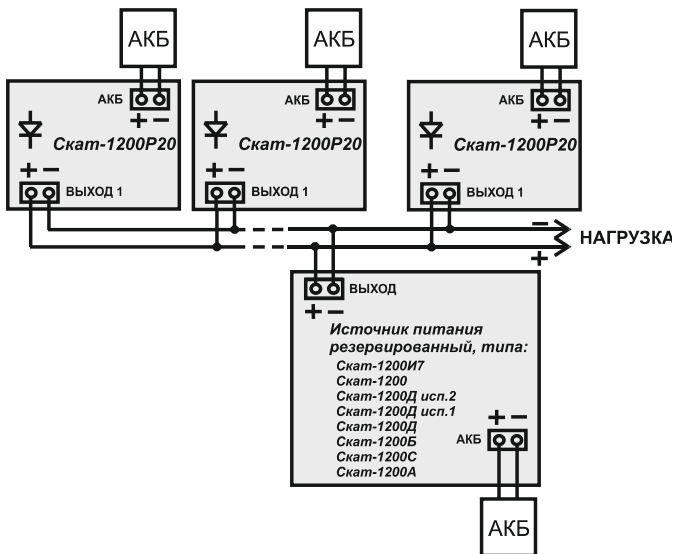 АКБ
АКБ
АКБ
АКБ
+ −
Скат-1200Р20
+ −
ВЫХОД 1
АКБ
+ −
Скат-1200Р20
+ −
ВЫХОД 1
АКБ
+ −
Скат-1200Р20
+ −
ВЫХОД 1
−
НАГРУЗКА
+
ВЫХОД
+ −
Источник питания
резервированный, типа:
Скат-1200И7
Скат-1200
Скат-1200Д исп.2
Скат-1200Д исп.1
Скат-1200Д
Скат-1200Б
Скат-1200С
Скат-1200А
+ −
АКБ
АКБ